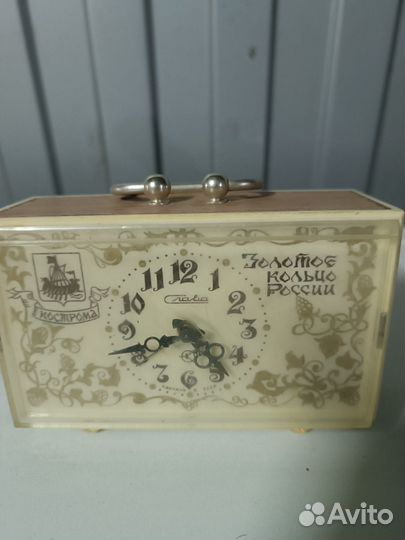 Золотое
кольцо
России
Кострома
Слава
11 12 1
10 2
9 3
8 4
7 6 5
Avito